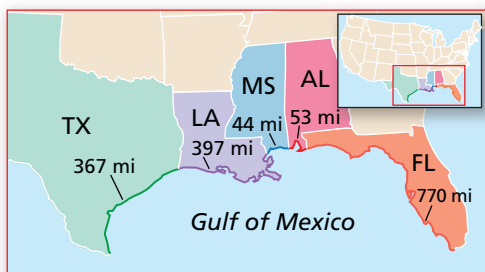 TX
367 mi
LA
397 mi
MS
44 mi
AL
53 mi
FL
770 mi
Gulf of Mexico